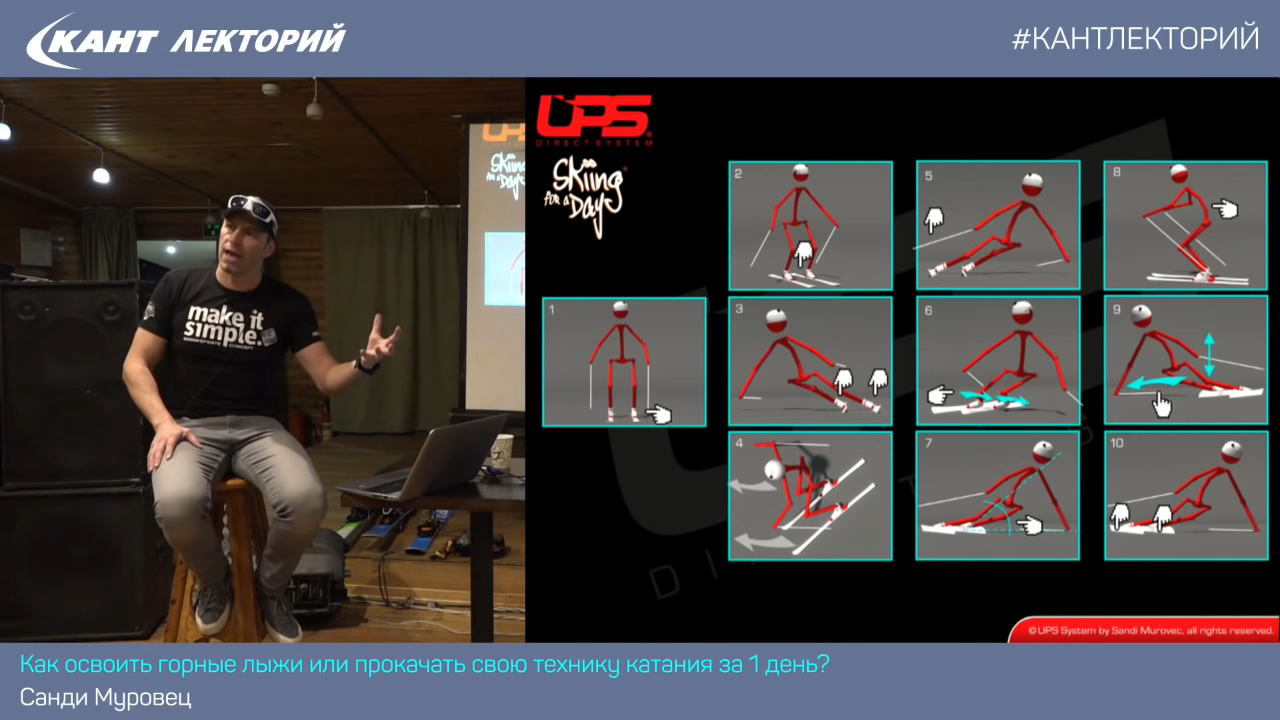 КАНТ ЛЕКТОРИЙ
#КАНТЛЕКТОРИЙ
make it
simple.
UPS
DIRECT SYSTEM
Skiing
for a
Day
1
2
3
4
5
6
7
8
9
10
©UPS System by Sandi Murovec, all rights reserved.
Как освоить горные лыжи или прокачать свою технику катания за 1 день?
Санди Муровец